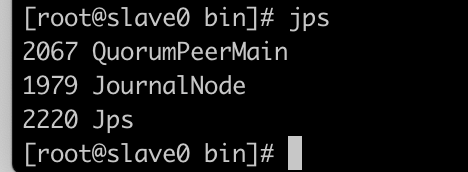 [root@slave0 bin]# jps
2067 QuorumPeerMain
1979 JournalNode
2220 Jps
[root@slave0 bin]#